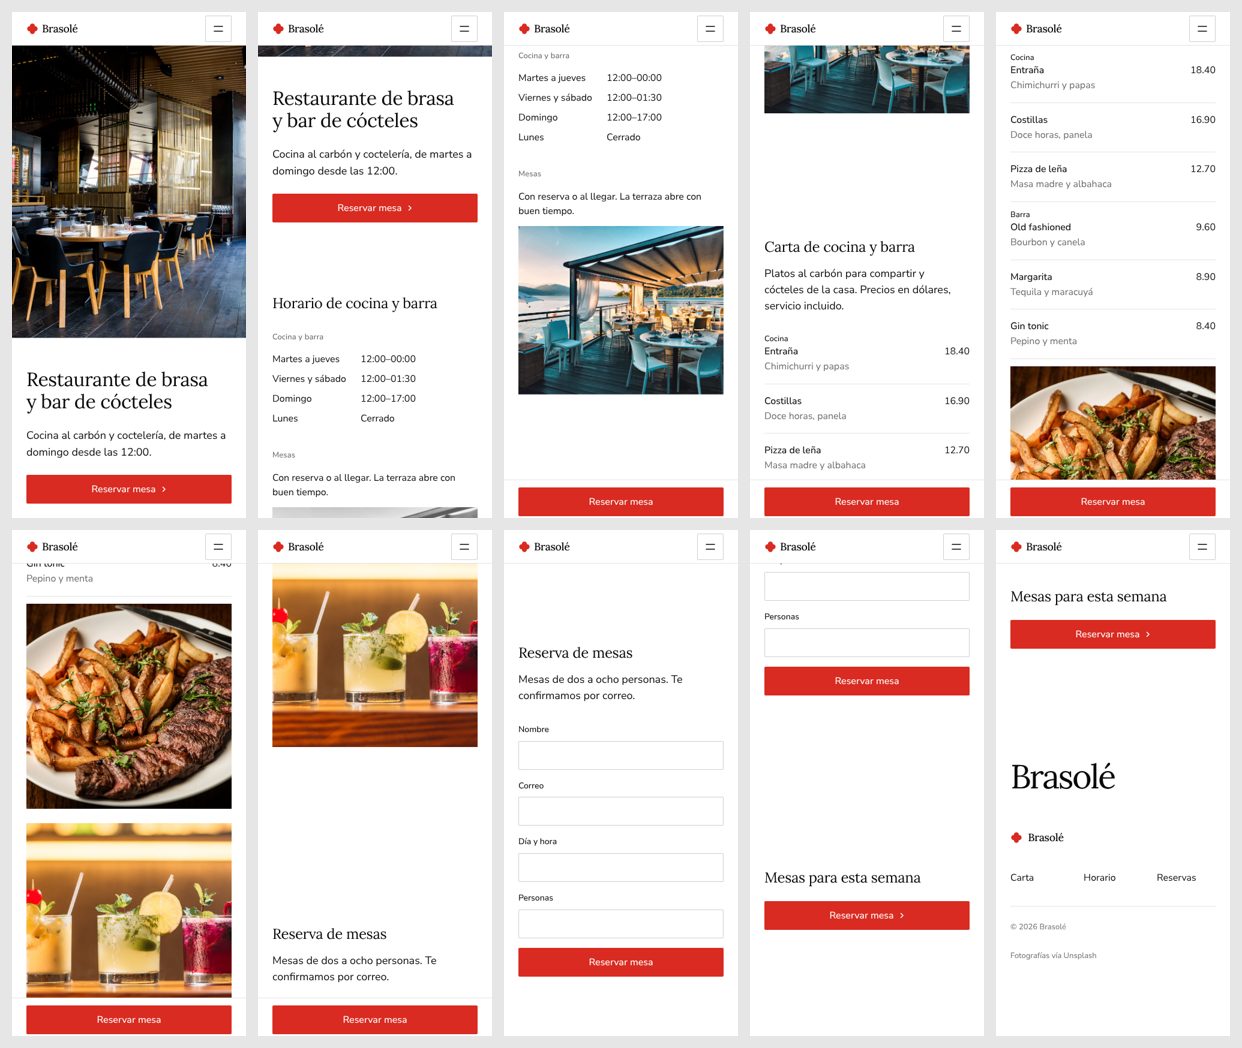 Brasolé
Restaurante de brasa
y bar de cócteles
Cocina al carbón y coctelería, de martes a
domingo desde las 12:00.
Reservar mesa
Brasolé
Restaurante de brasa
y bar de cócteles
Cocina al carbón y coctelería, de martes a
domingo desde las 12:00.
Reservar mesa
Horario de cocina y barra
Cocina y barra
Martes a jueves 12:00–00:00
Viernes y sábado 12:00–01:30
Domingo 12:00–17:00
Lunes Cerrado
Mesas
Con reserva o al llegar. La terraza abre con
buen tiempo.
Brasolé
Cocina y barra
Martes a jueves 12:00–00:00
Viernes y sábado 12:00–01:30
Domingo 12:00–17:00
Lunes Cerrado
Mesas
Con reserva o al llegar. La terraza abre con
buen tiempo.
Reservar mesa
Brasolé
Carta de cocina y barra
Platos al carbón para compartir y
cócteles de la casa. Precios en dólares,
servicio incluido.
Cocina
Entraña 18.40
Chimichurri y papas
Costillas 16.90
Doce horas, panela
Pizza de leña 12.70
Masa madre y albahaca
Reservar mesa
Brasolé
Cocina
Entraña 18.40
Chimichurri y papas
Costillas 16.90
Doce horas, panela
Pizza de leña 12.70
Masa madre y albahaca
Barra
Old fashioned 9.60
Bourbon y canela
Margarita 8.90
Tequila y maracuyá
Gin tonic 8.40
Pepino y menta
Reservar mesa
Brasolé
Gin tonic 8.40
Pepino y menta
Reservar mesa
Brasolé
Reserva de mesas
Mesas de dos a ocho personas. Te
confirmamos por correo.
Reservar mesa
Brasolé
Reserva de mesas
Mesas de dos a ocho personas. Te
confirmamos por correo.
Nombre
Correo
Día y hora
Personas
Reservar mesa
Brasolé
Personas
Reservar mesa
Mesas para esta semana
Reservar mesa
Brasolé
Mesas para esta semana
Reservar mesa
Brasolé
Brasolé
Carta Horario Reservas
© 2026 Brasolé
Fotografías vía Unsplash